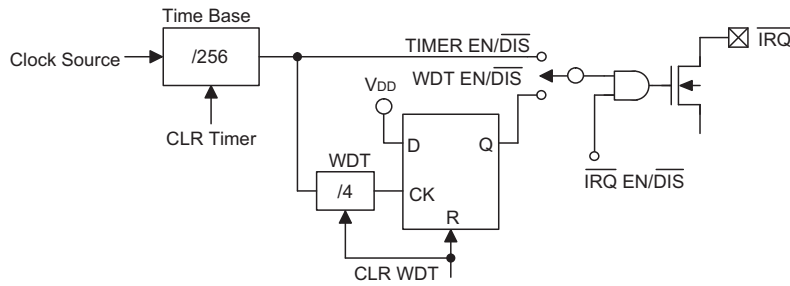 Time Base
Clock Source
/256
CLR Timer
TIMER EN/DIS
WDT EN/DIS
IRQ
IRQ EN/DIS
VDD
D
Q
CK
R
WDT
/4
CLR WDT